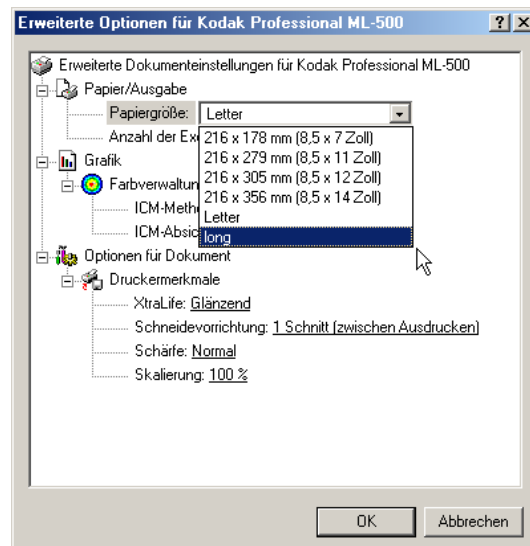 Erweiterte Optionen für Kodak Professional ML-500
Erweiterte Dokumenteinstellungen für Kodak Professional ML-500
Papier/Ausgabe
Papiergröße: Letter
Anzahl der Ex
216 x 178 mm (8,5 x 7 Zoll)
216 x 279 mm (8,5 x 11 Zoll)
216 x 305 mm (8,5 x 12 Zoll)
216 x 356 mm (8,5 x 14 Zoll)
Letter
long
Grafik
Farbverwaltun
ICM-Meth
ICM-Absic
Optionen für Dokument
Druckermerkmale
XtraLife: Glänzend
Schneidevorrichtung: 1 Schnitt (zwischen Ausdrucken)
Schärfe: Normal
Skalierung: 100 %
OK
Abbrechen